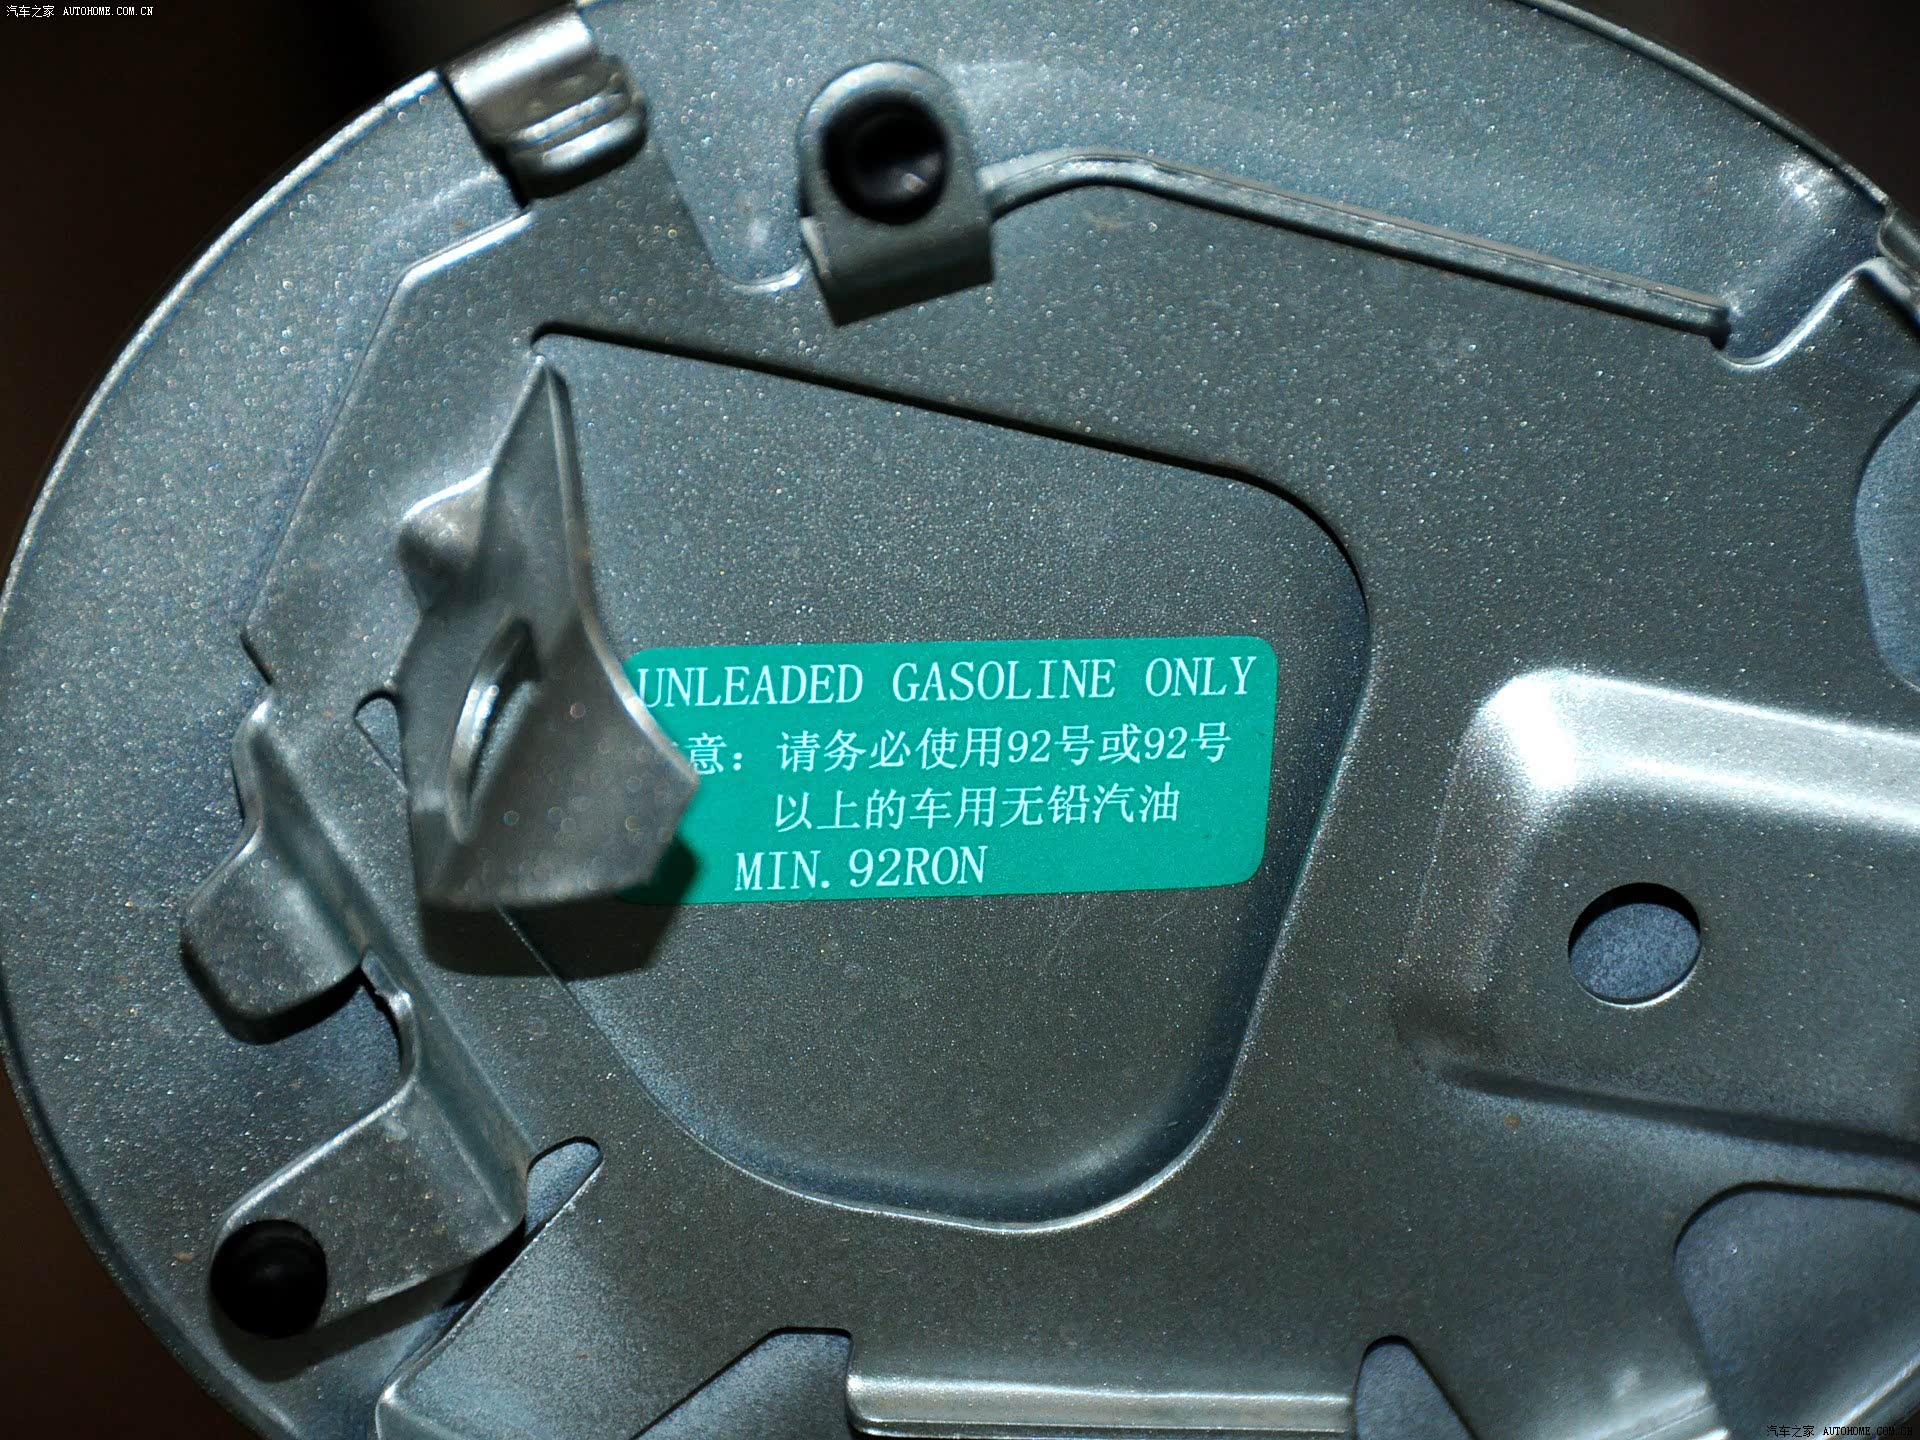 汽车之家 AUTOHOME.COM.CN
UNLEADED GASOLINE ONLY
意：请务必使用92号或92号
以上的车用无铅汽油
MIN. 92RON
汽车之家 AUTOHOME.COM.CN